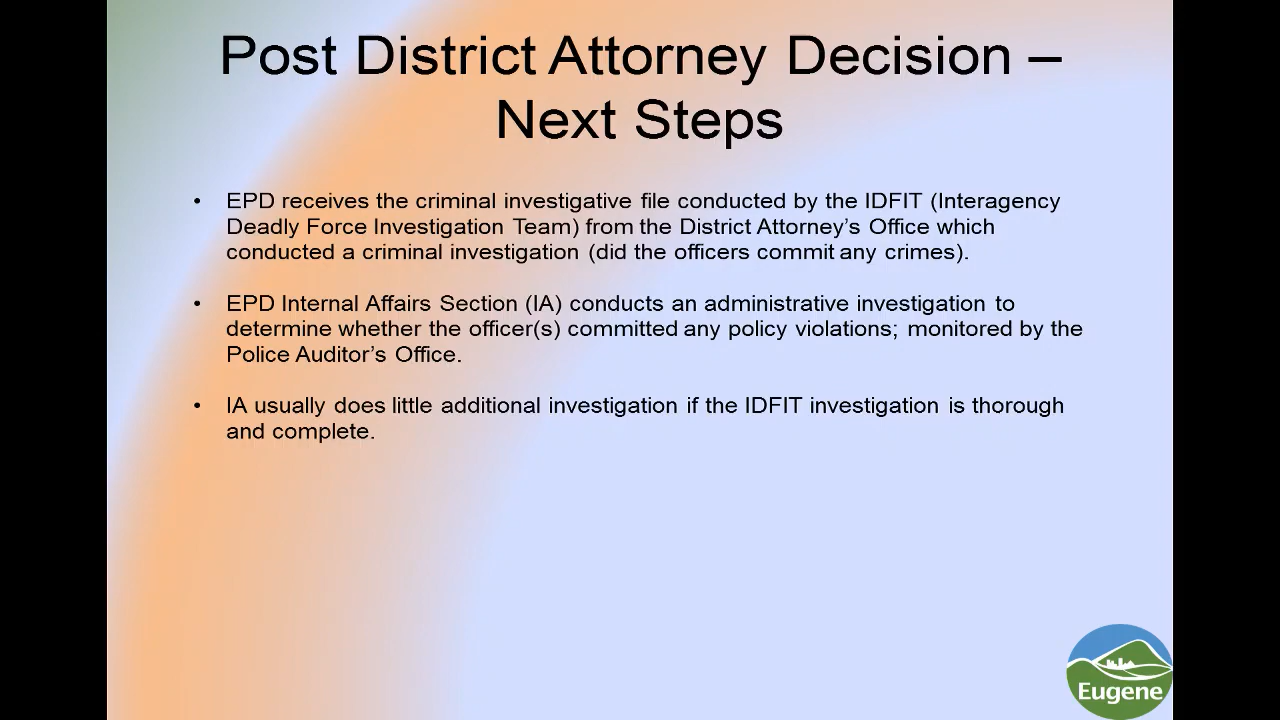 Post District Attorney Decision –
Next Steps
• EPD receives the criminal investigative file conducted by the IDFIT (Interagency
Deadly Force Investigation Team) from the District Attorney's Office which
conducted a criminal investigation (did the officers commit any crimes).
• EPD Internal Affairs Section (IA) conducts an administrative investigation to
determine whether the officer(s) committed any policy violations; monitored by the
Police Auditor's Office.
• IA usually does little additional investigation if the IDFIT investigation is thorough
and complete.
Eugene